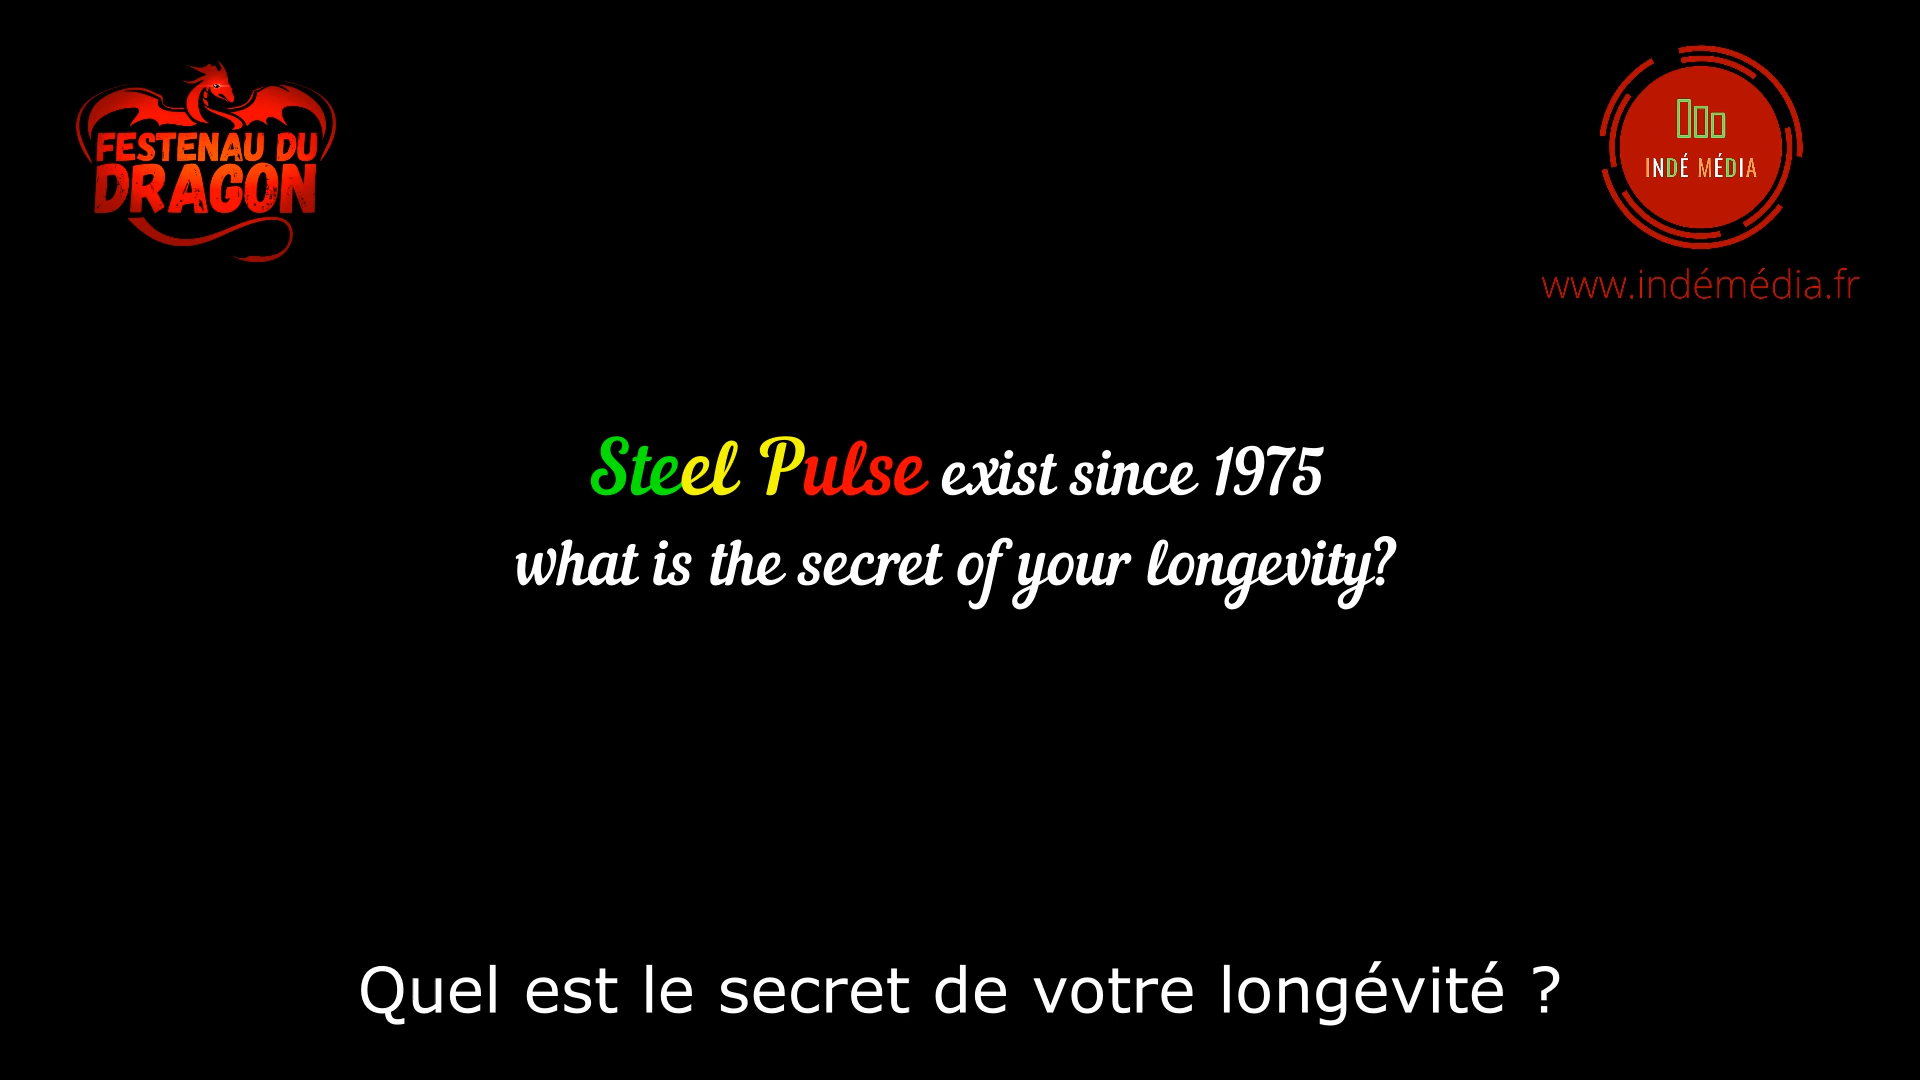 FESTENAU DU
DRAGON
INDÉ MÉDIA
www.indémédia.fr
Steel Pulse exist since 1975
what is the secret of your longevity?
Quel est le secret de votre longévité ?